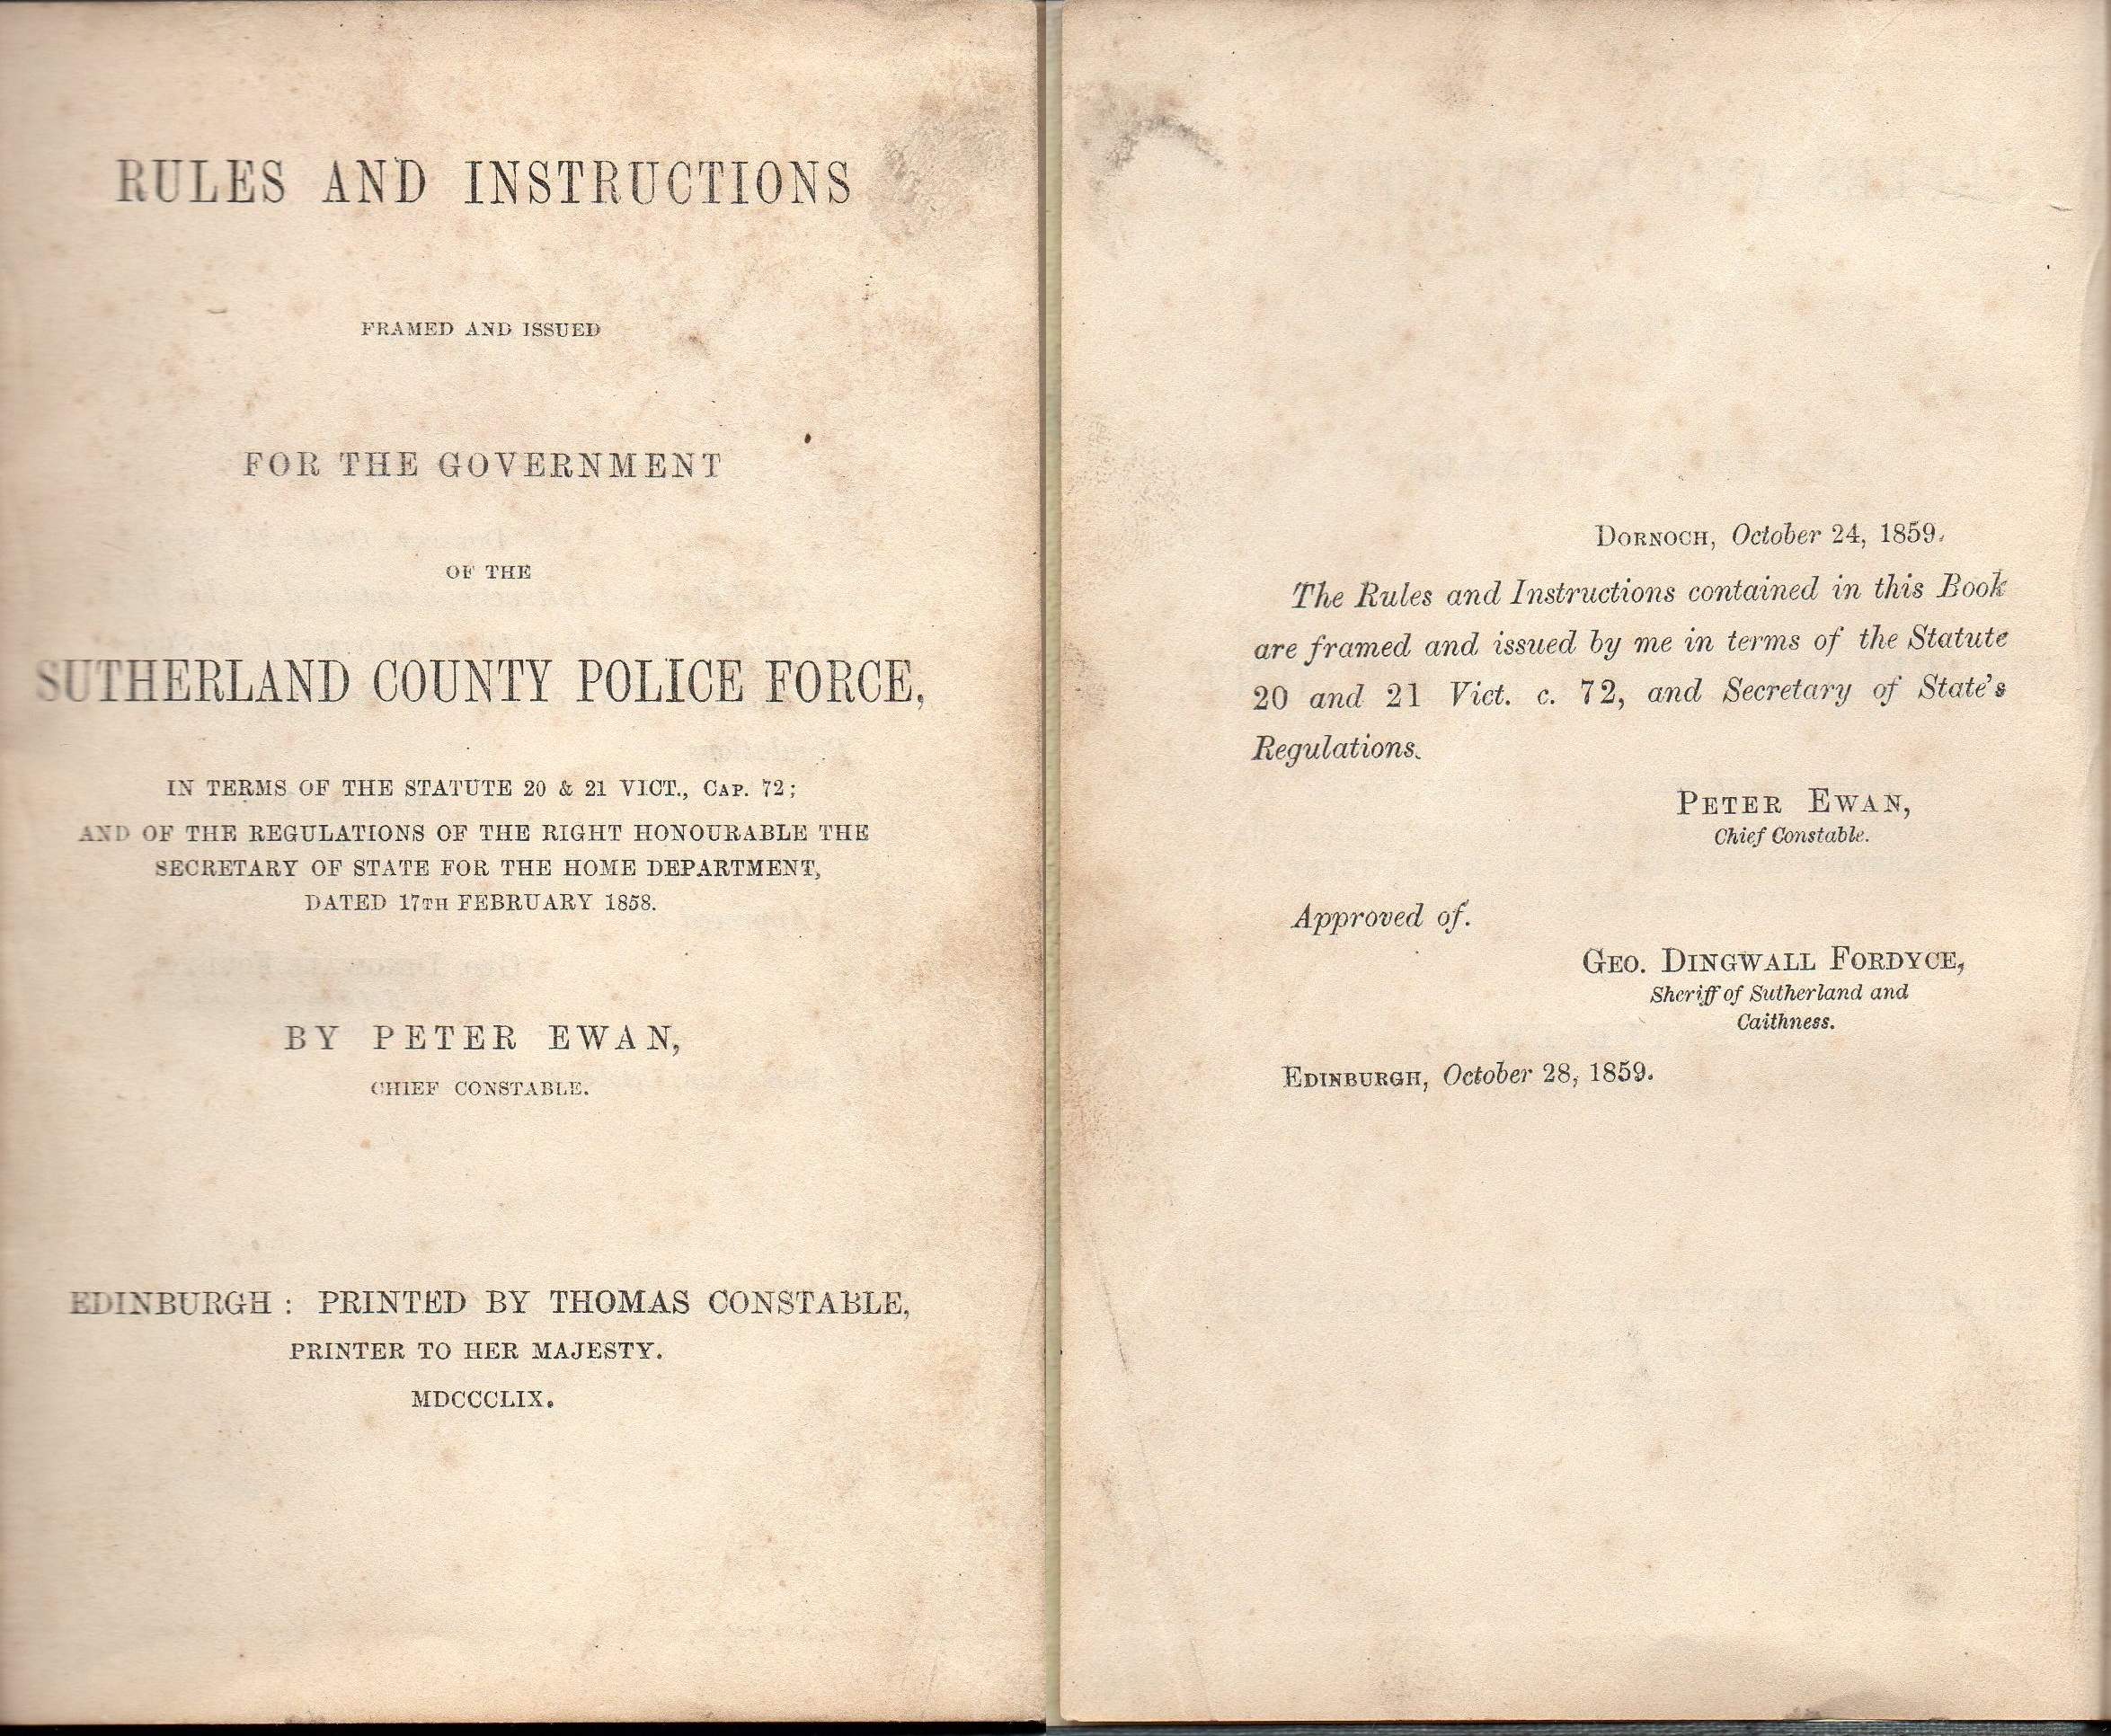 RULES AND INSTRUCTIONS
FRAMED AND ISSUED
FOR THE GOVERNMENT
OF THE
SUTHERLAND COUNTY POLICE FORCE,
IN TERMS OF THE STATUTE 20 & 21 VICT., CAP. 72;
AND OF THE REGULATIONS OF THE RIGHT HONOURABLE THE
SECRETARY OF STATE FOR THE HOME DEPARTMENT,
DATED 17TH FEBRUARY 1858.
BY PETER EWAN,
CHIEF CONSTABLE.
EDINBURGH : PRINTED BY THOMAS CONSTABLE,
PRINTER TO HER MAJESTY.
MDCCCLIX.
DORNOCH, October 24, 1859.
The Rules and Instructions contained in this Book
are framed and issued by me in terms of the Statute
20 and 21 Vict. c. 72, and Secretary of State's
Regulations.
PETER EWAN,
Chief Constable.
Approved of.
GEO. DINGWALL FORDYCE,
Sheriff of Sutherland and
Caithness.
EDINBURGH, October 28, 1859.